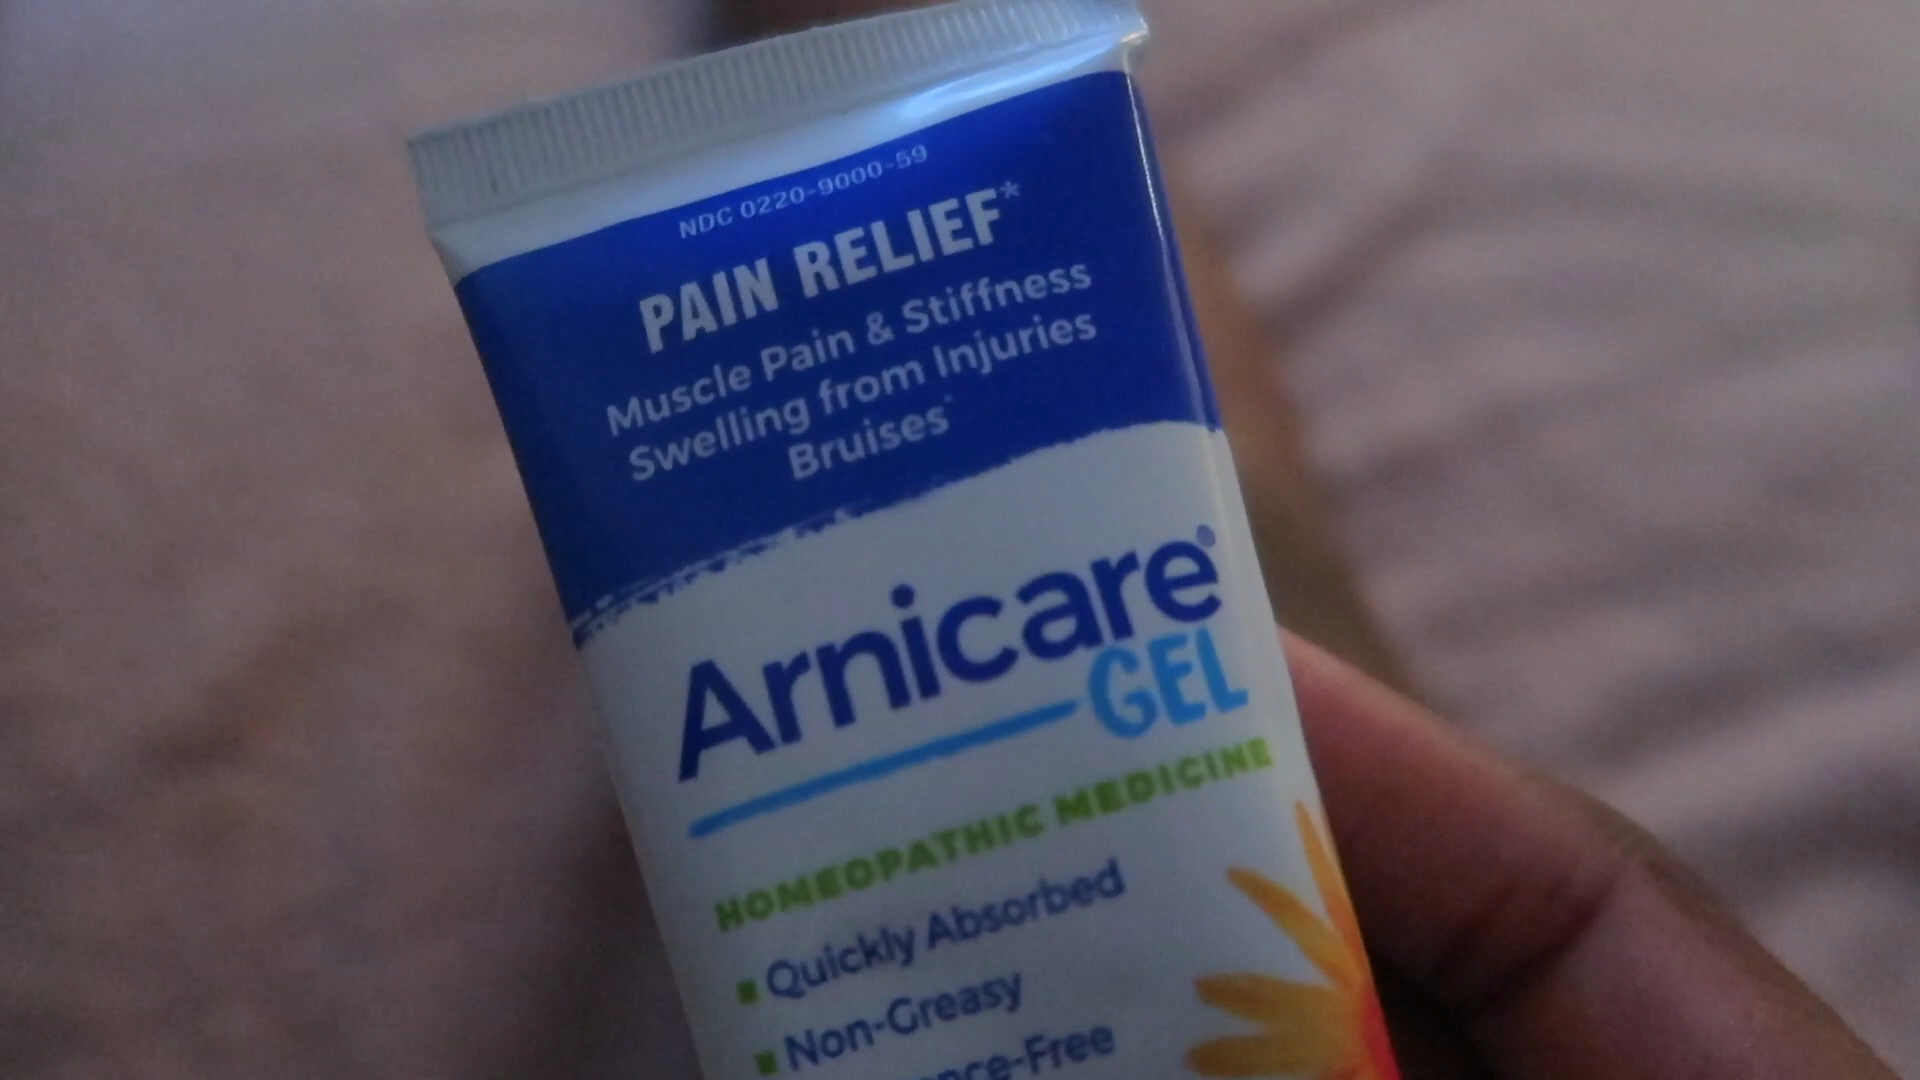 NDC 0220-9000-59
PAIN RELIEF*
Muscle Pain & Stiffness
Swelling from Injuries
Bruises*
Arnicare®
GEL
HOMEOPATHIC MEDICINE
▪ Quickly Absorbed
▪ Non-Greasy
-Free